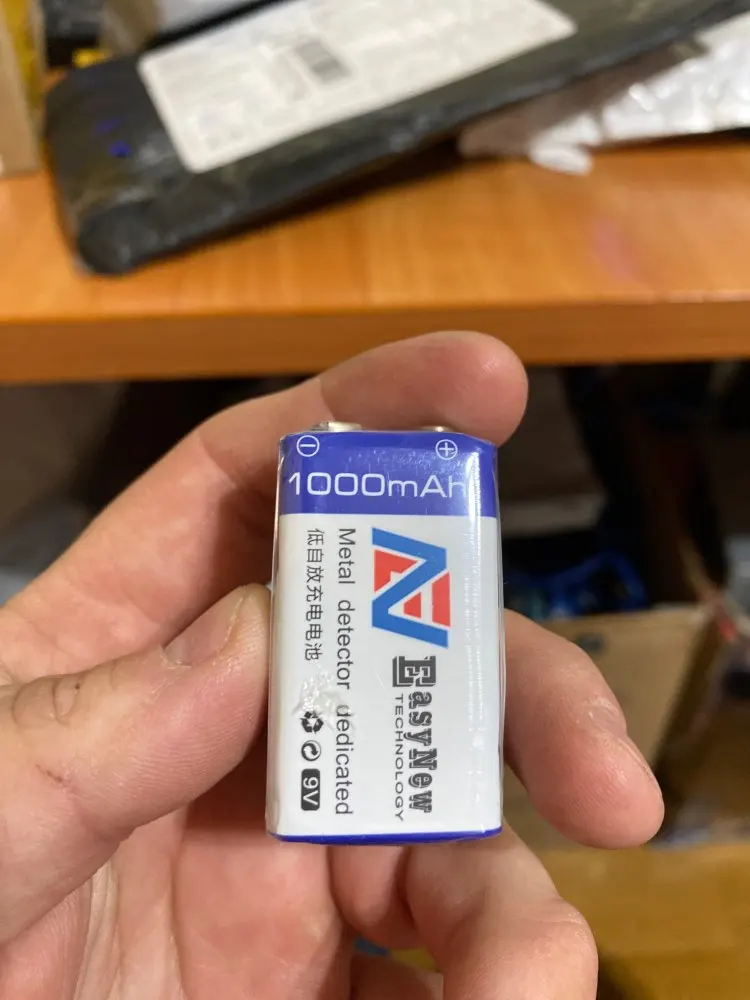 ⊖ ⊕
1000mAh
EasyNew
TECHNOLOGY
Metal detector dedicated
低自放充电电池
9V